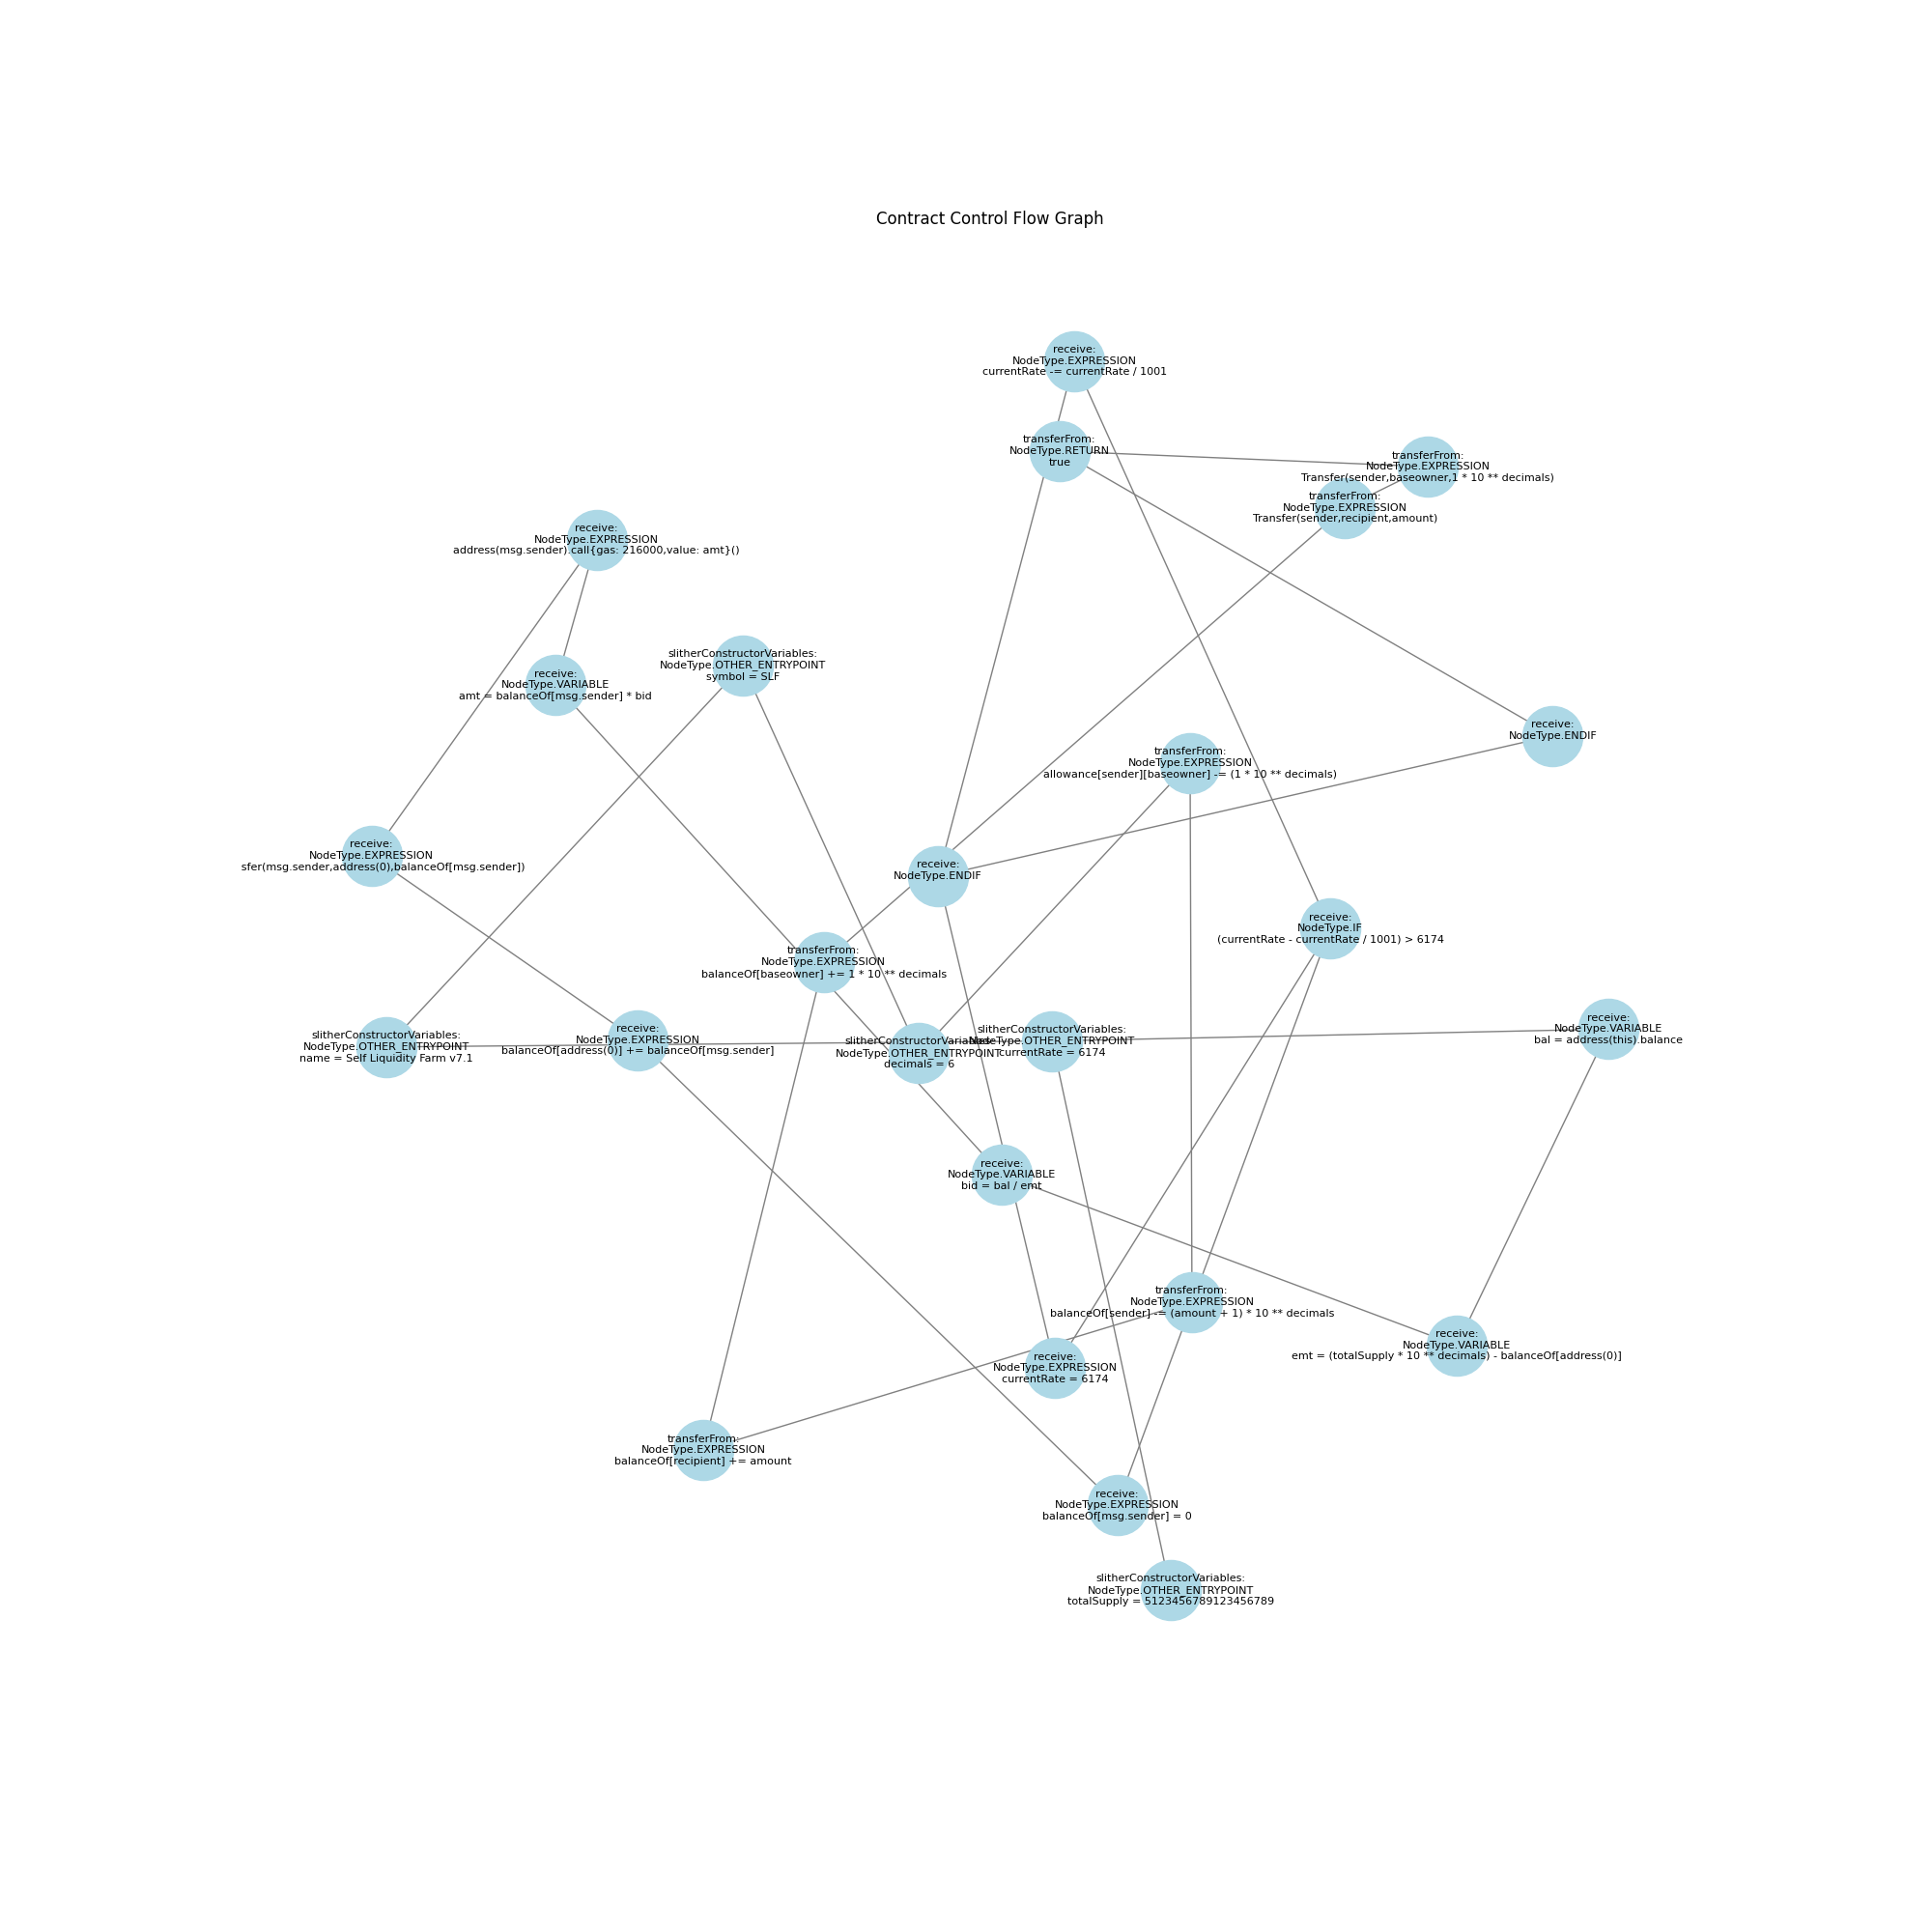 Contract Control Flow Graph
receive:
NodeType.EXPRESSION
currentRate -= currentRate / 1001
transferFrom:
NodeType.RETURN
true
transferFrom:
NodeType.EXPRESSION
Transfer(sender,baseowner,1 * 10 ** decimals)
transferFrom:
NodeType.EXPRESSION
Transfer(sender,recipient,amount)
receive:
NodeType.EXPRESSION
address(msg.sender).call{gas: 216000,value: amt}()
slitherConstructorVariables:
NodeType.OTHER_ENTRYPOINT
symbol = SLF
receive:
NodeType.VARIABLE
amt = balanceOf[msg.sender] * bid
receive:
NodeType.ENDIF
transferFrom:
NodeType.EXPRESSION
allowance[sender][baseowner] -= (1 * 10 ** decimals)
receive:
NodeType.EXPRESSION
sfer(msg.sender,address(0),balanceOf[msg.sender])
receive:
NodeType.ENDIF
receive:
NodeType.IF
(currentRate - currentRate / 1001) > 6174
transferFrom:
NodeType.EXPRESSION
balanceOf[baseowner] += 1 * 10 ** decimals
slitherConstructorVariables:
NodeType.OTHER_ENTRYPOINT
name = Self Liquidity Farm v7.1
receive:
NodeType.EXPRESSION
balanceOf[address(0)] += balanceOf[msg.sender]
slitherConstructorVariables:
NodeType.OTHER_ENTRYPOINT
decimals = 6
slitherConstructorVariables:
NodeType.OTHER_ENTRYPOINT
currentRate = 6174
receive:
NodeType.VARIABLE
bal = address(this).balance
receive:
NodeType.VARIABLE
bid = bal / emt
transferFrom:
NodeType.EXPRESSION
balanceOf[sender] -= (amount + 1) * 10 ** decimals
receive:
NodeType.VARIABLE
emt = (totalSupply * 10 ** decimals) - balanceOf[address(0)]
receive:
NodeType.EXPRESSION
currentRate = 6174
transferFrom:
NodeType.EXPRESSION
balanceOf[recipient] += amount
receive:
NodeType.EXPRESSION
balanceOf[msg.sender] = 0
slitherConstructorVariables:
NodeType.OTHER_ENTRYPOINT
totalSupply = 5123456789123456789